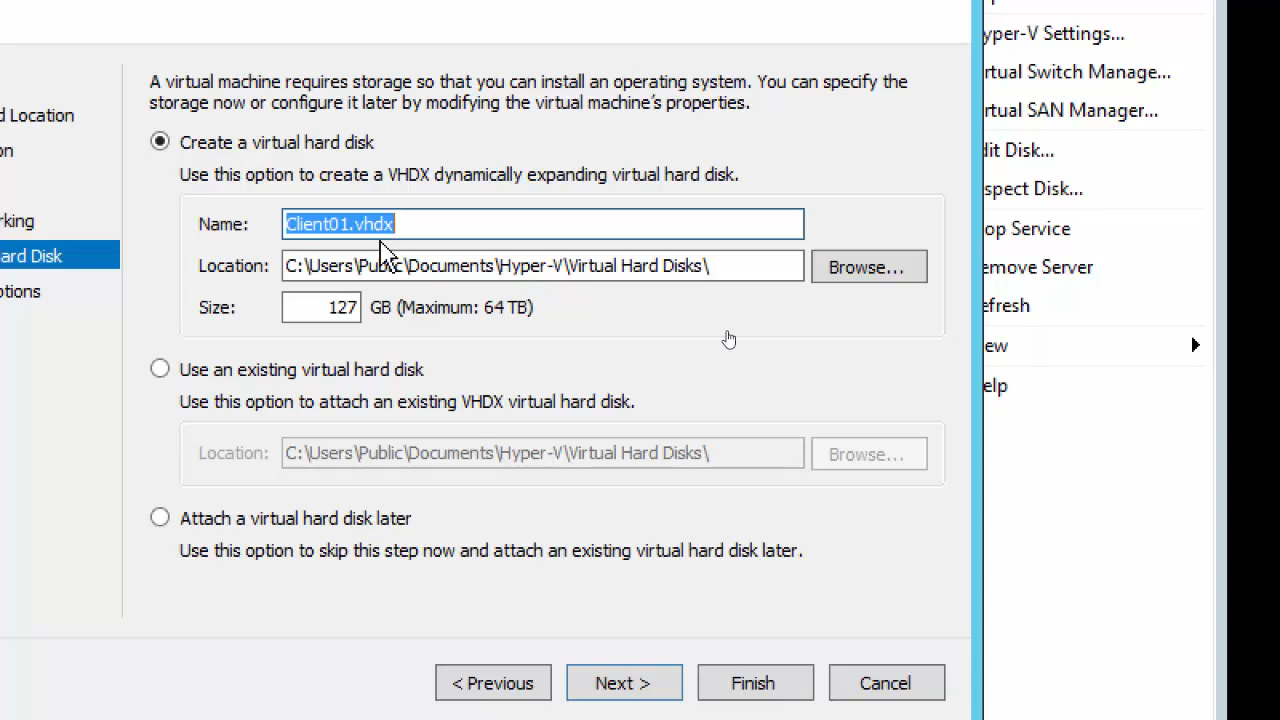 A virtual machine requires storage so that you can install an operating system. You can specify the
storage now or configure it later by modifying the virtual machine's properties.
d Location
on
rking
ard Disk
otions
Create a virtual hard disk
Use this option to create a VHDX dynamically expanding virtual hard disk.
Name: Client01.vhdx
Location: C:\Users\Public\Documents\Hyper-V\Virtual Hard Disks\ Browse...
Size: 127 GB (Maximum: 64 TB)
Use an existing virtual hard disk
Use this option to attach an existing VHDX virtual hard disk.
Location: C:\Users\Public\Documents\Hyper-V\Virtual Hard Disks\ Browse...
Attach a virtual hard disk later
Use this option to skip this step now and attach an existing virtual hard disk later.
< Previous Next > Finish Cancel
yper-V Settings...
rtual Switch Manage...
rtual SAN Manager...
dit Disk...
spect Disk...
op Service
emove Server
efresh
ew
elp